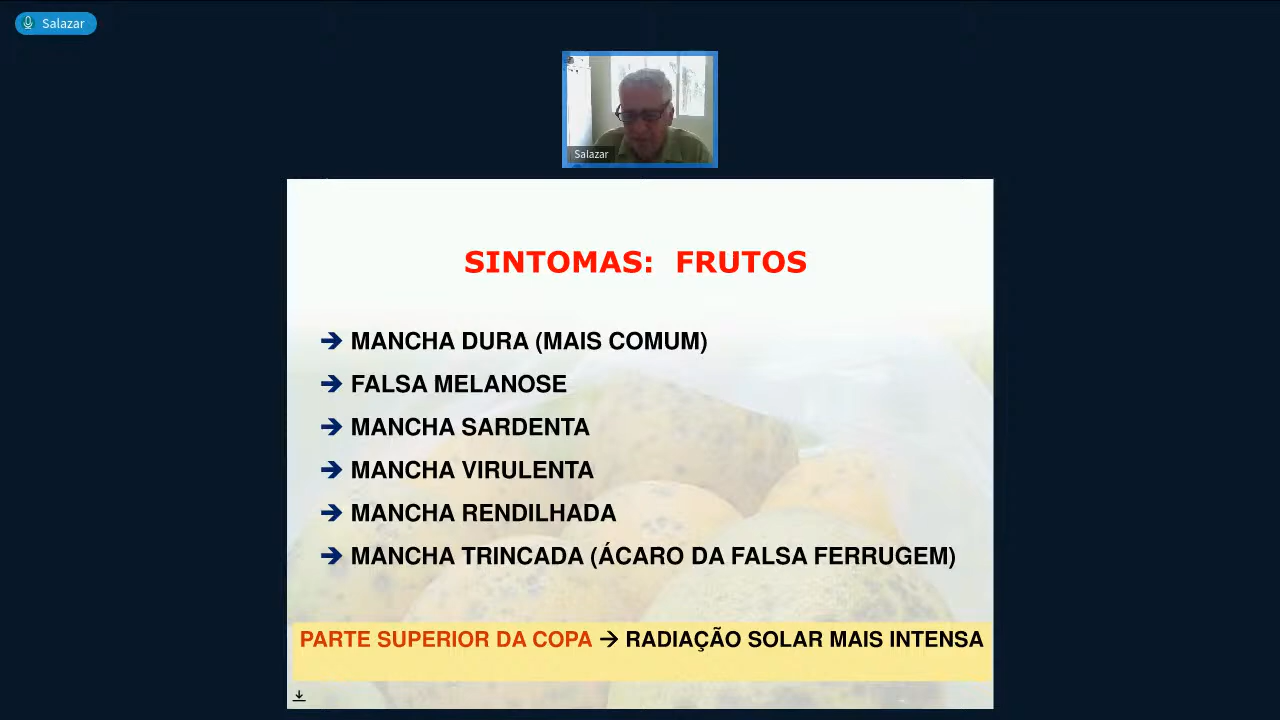 Salazar
Salazar
SINTOMAS: FRUTOS
➔ MANCHA DURA (MAIS COMUM)
➔ FALSA MELANOSE
➔ MANCHA SARDENTA
➔ MANCHA VIRULENTA
➔ MANCHA RENDILHADA
➔ MANCHA TRINCADA (ÁCARO DA FALSA FERRUGEM)
PARTE SUPERIOR DA COPA → RADIAÇÃO SOLAR MAIS INTENSA